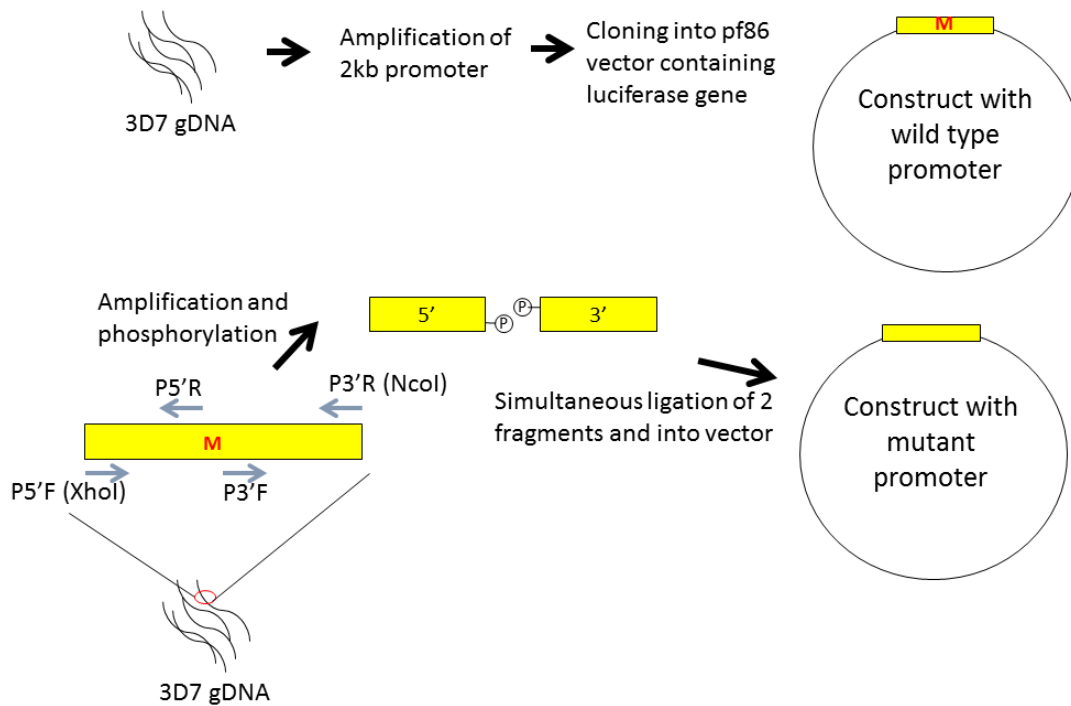 3D7 gDNA
Amplification of
2kb promoter
Cloning into pf86
vector containing
luciferase gene
M
Construct with
wild type
promoter
Amplification and
phosphorylation
5’
P
P
3’
P5’R
P3’R (NcoI)
M
P5’F (XhoI)
P3’F
Simultaneous ligation of 2
fragments and into vector
Construct with
mutant
promoter
3D7 gDNA